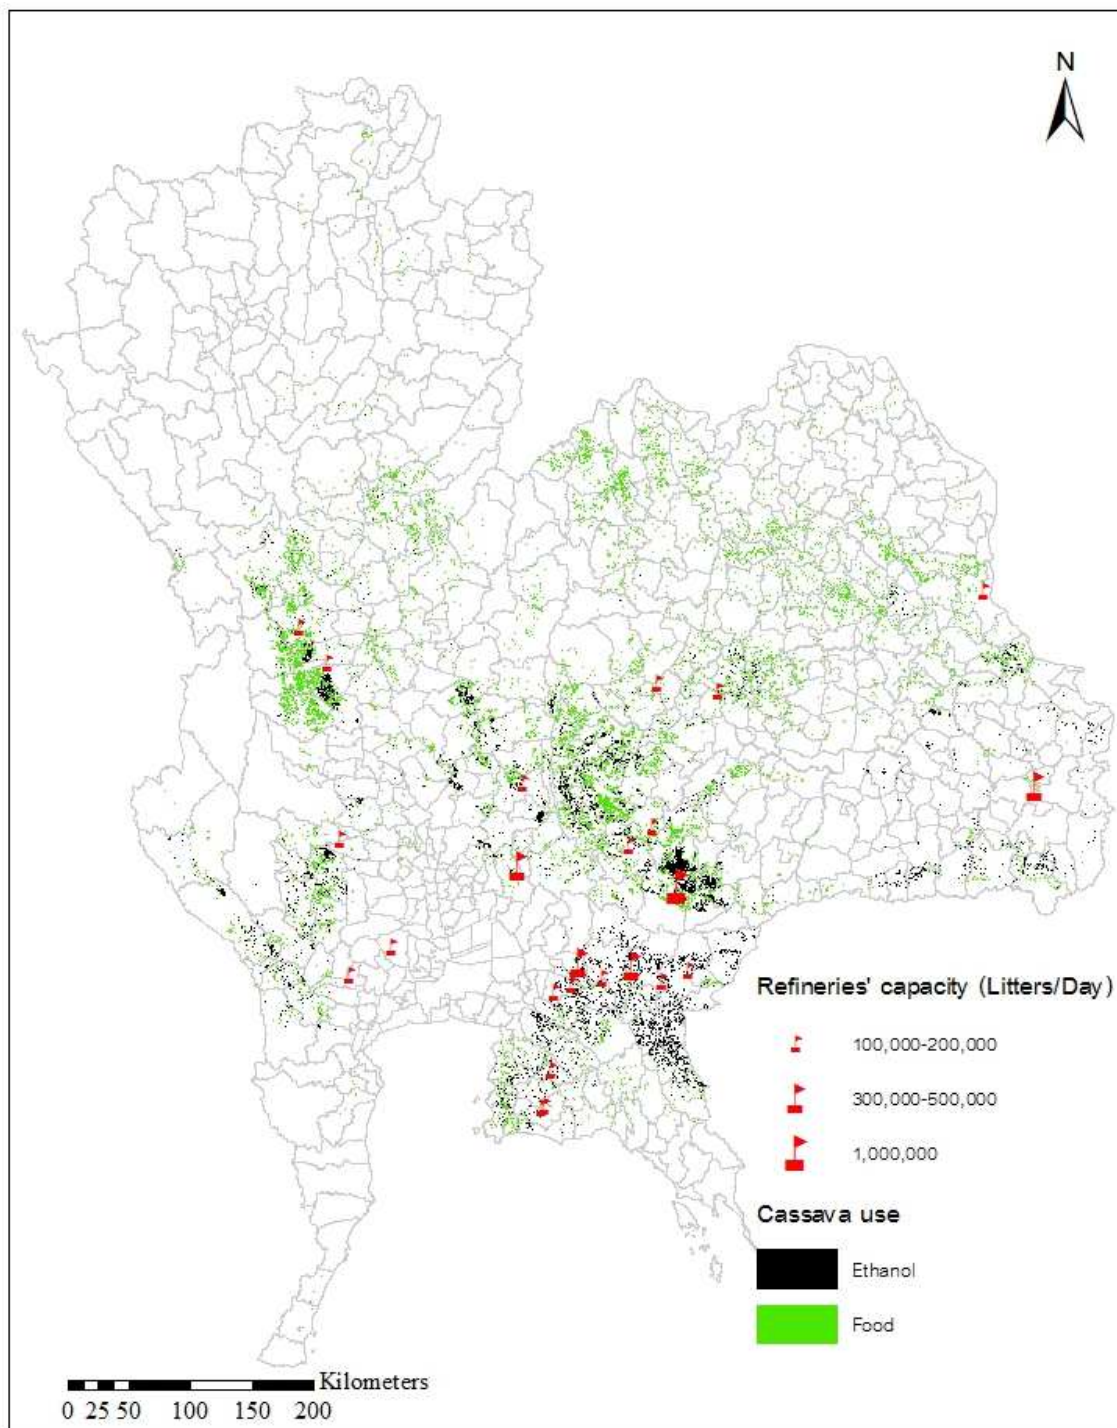 N
Refineries' capacity (Litters/Day)
100,000-200,000
300,000-500,000
1,000,000
Cassava use
Ethanol
Food
Kilometers
0 25 50 100 150 200